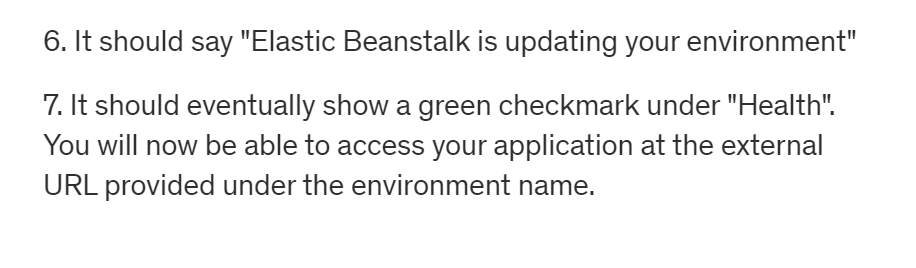 6. It should say "Elastic Beanstalk is updating your environment"
7. It should eventually show a green checkmark under "Health".
You will now be able to access your application at the external
URL provided under the environment name.